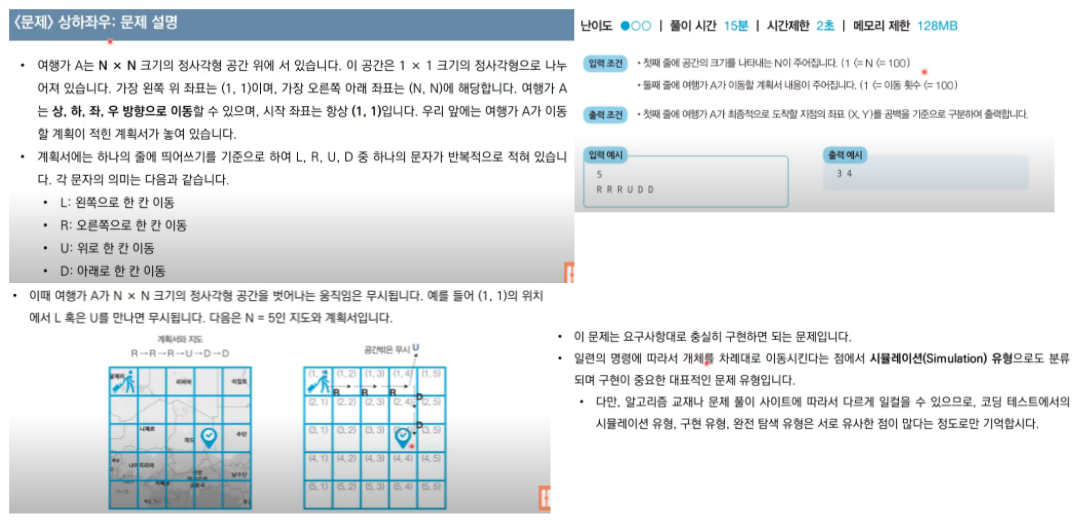 <문제> 상하좌우: 문제 설명
• 여행가 A는 N × N 크기의 정사각형 공간 위에 서 있습니다. 이 공간은 1 × 1 크기의 정사각형으로 나누
어져 있습니다. 가장 왼쪽 위 좌표는 (1, 1)이며, 가장 오른쪽 아래 좌표는 (N, N)에 해당합니다. 여행가 A
는 상, 하, 좌, 우 방향으로 이동할 수 있으며, 시작 좌표는 항상 (1, 1)입니다. 우리 앞에는 여행가 A가 이동
할 계획이 적힌 계획서가 놓여 있습니다.
• 계획서에는 하나의 줄에 띄어쓰기를 기준으로 하여 L, R, U, D 중 하나의 문자가 반복적으로 적혀 있습니
다. 각 문자의 의미는 다음과 같습니다.
• L: 왼쪽으로 한 칸 이동
• R: 오른쪽으로 한 칸 이동
• U: 위로 한 칸 이동
• D: 아래로 한 칸 이동
난이도 ●○○ | 풀이 시간 15분 | 시간제한 2초 | 메모리 제한 128MB
입력 조건 • 첫째 줄에 공간의 크기를 나타내는 N이 주어집니다. (1 <= N <= 100)
• 둘째 줄에 여행가 A가 이동할 계획서 내용이 주어집니다. (1 <= 이동 횟수 <= 100)
출력 조건 • 첫째 줄에 여행가 A가 최종적으로 도착할 지점의 좌표 (X, Y)를 공백을 기준으로 구분하여 출력합니다.
입력 예시
5
R R R U D D
출력 예시
3 4
• 이때 여행가 A가 N × N 크기의 정사각형 공간을 벗어나는 움직임은 무시됩니다. 예를 들어 (1, 1)의 위치
에서 L 혹은 U를 만나면 무시됩니다. 다음은 N = 5인 지도와 계획서입니다.
계획서와 지도
R→R→R→U→D→D
알제리 리비아 이집트
니제르 차드 수단
나이지리아 남수단
공간밖은 무시 U
(1, 1) (1, 2) (1, 3) (1, 4) (1, 5)
R R R D
(2, 1) (2, 2) (2, 3) (2, 4) (2, 5)
D
(3, 1) (3, 2) (3, 3) (3, 5)
(4, 1) (4, 2) (4, 3) (4, 4) (4, 5)
(5, 1) (5, 2) (5, 3) (5, 4) (5, 5)
• 이 문제는 요구사항대로 충실히 구현하면 되는 문제입니다.
• 일련의 명령에 따라서 개체를 차례대로 이동시킨다는 점에서 시뮬레이션(Simulation) 유형으로도 분류
되며 구현이 중요한 대표적인 문제 유형입니다.
• 다만, 알고리즘 교재나 문제 풀이 사이트에 따라서 다르게 일컬을 수 있으므로, 코딩 테스트에서의
시뮬레이션 유형, 구현 유형, 완전 탐색 유형은 서로 유사한 점이 많다는 정도로만 기억합시다.